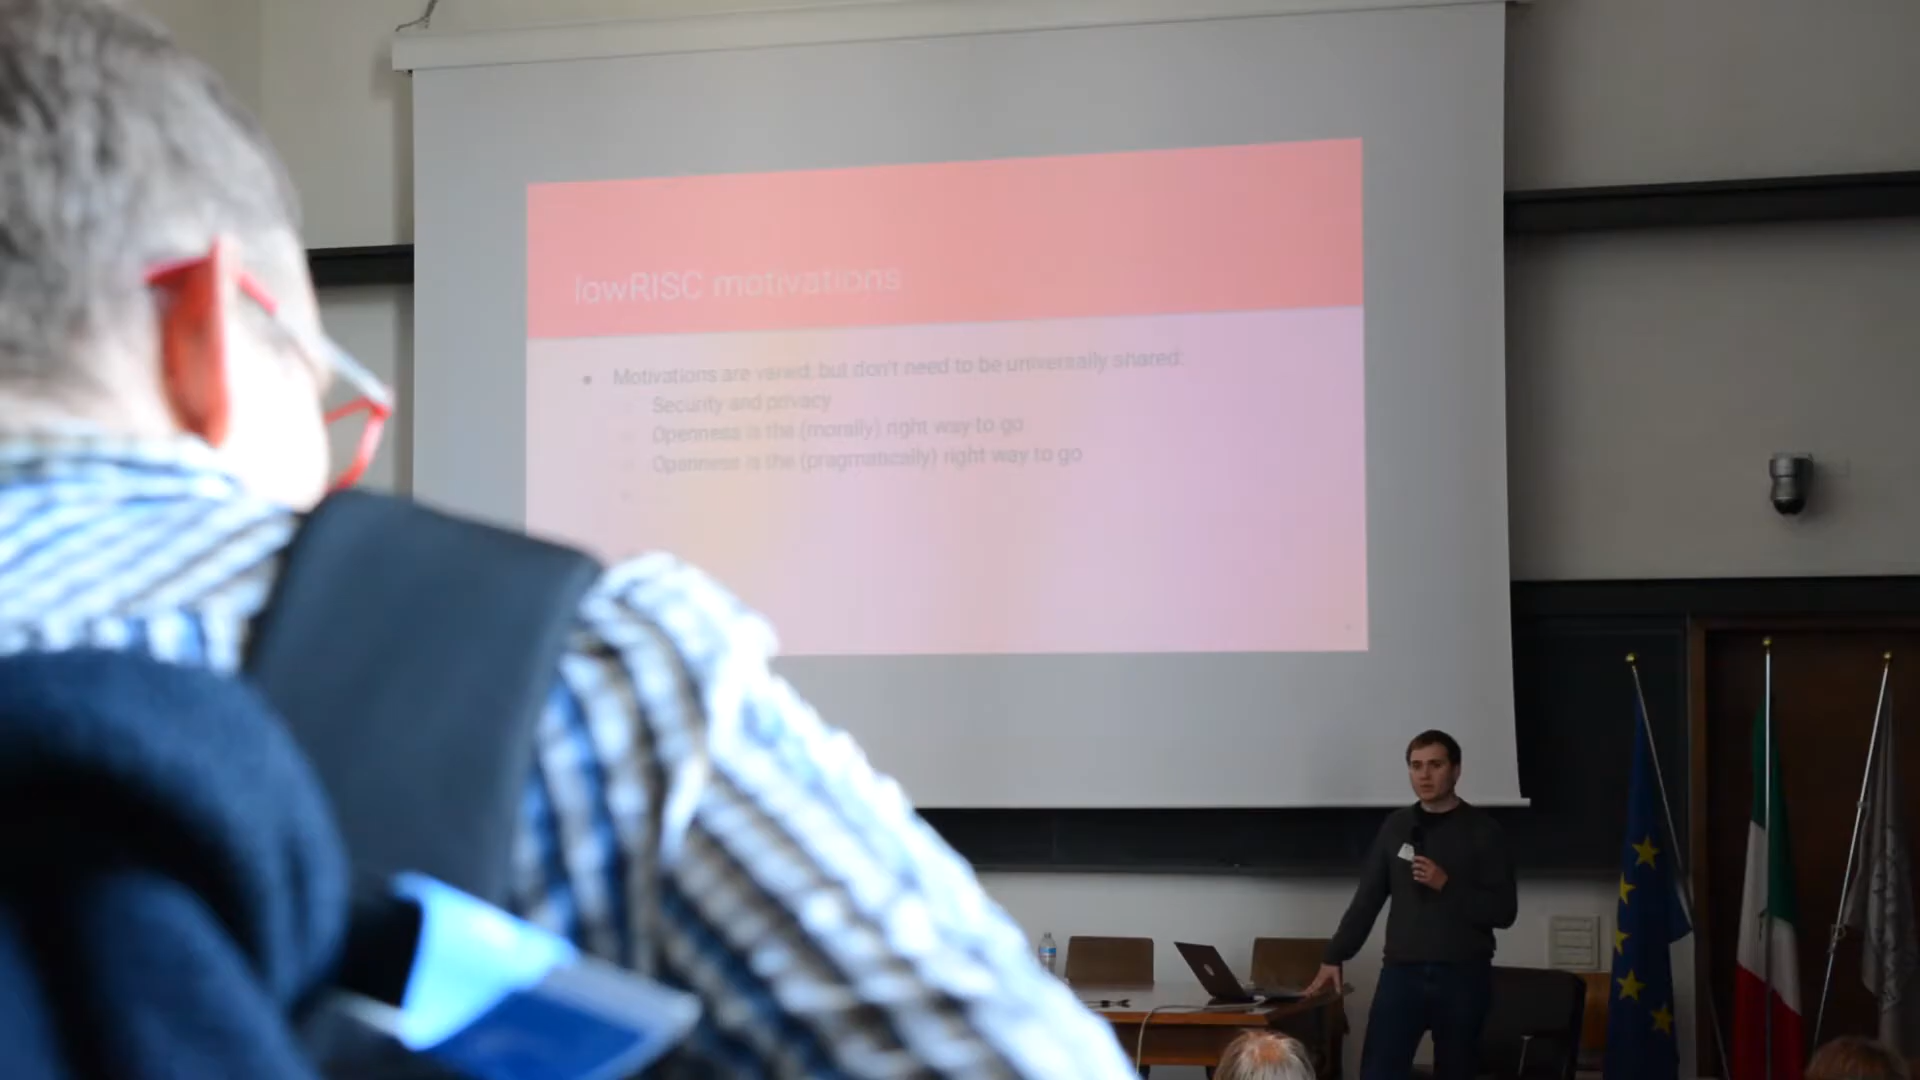 lowRISC motivations
Motivations are varied, but don't need to be universally shared:
Security and privacy
Openness is the (morally) right way to go
Openness is the (pragmatically) right way to go